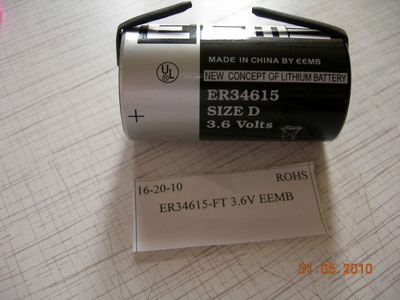 MADE IN CHINA BY EEMB
NEW CONCEPT OF LITHIUM BATTERY
ER34615
SIZE D
3.6 Volts
UL
+
16-20-10 ROHS
ER34615-FT 3.6V EEMB
31 05 2010